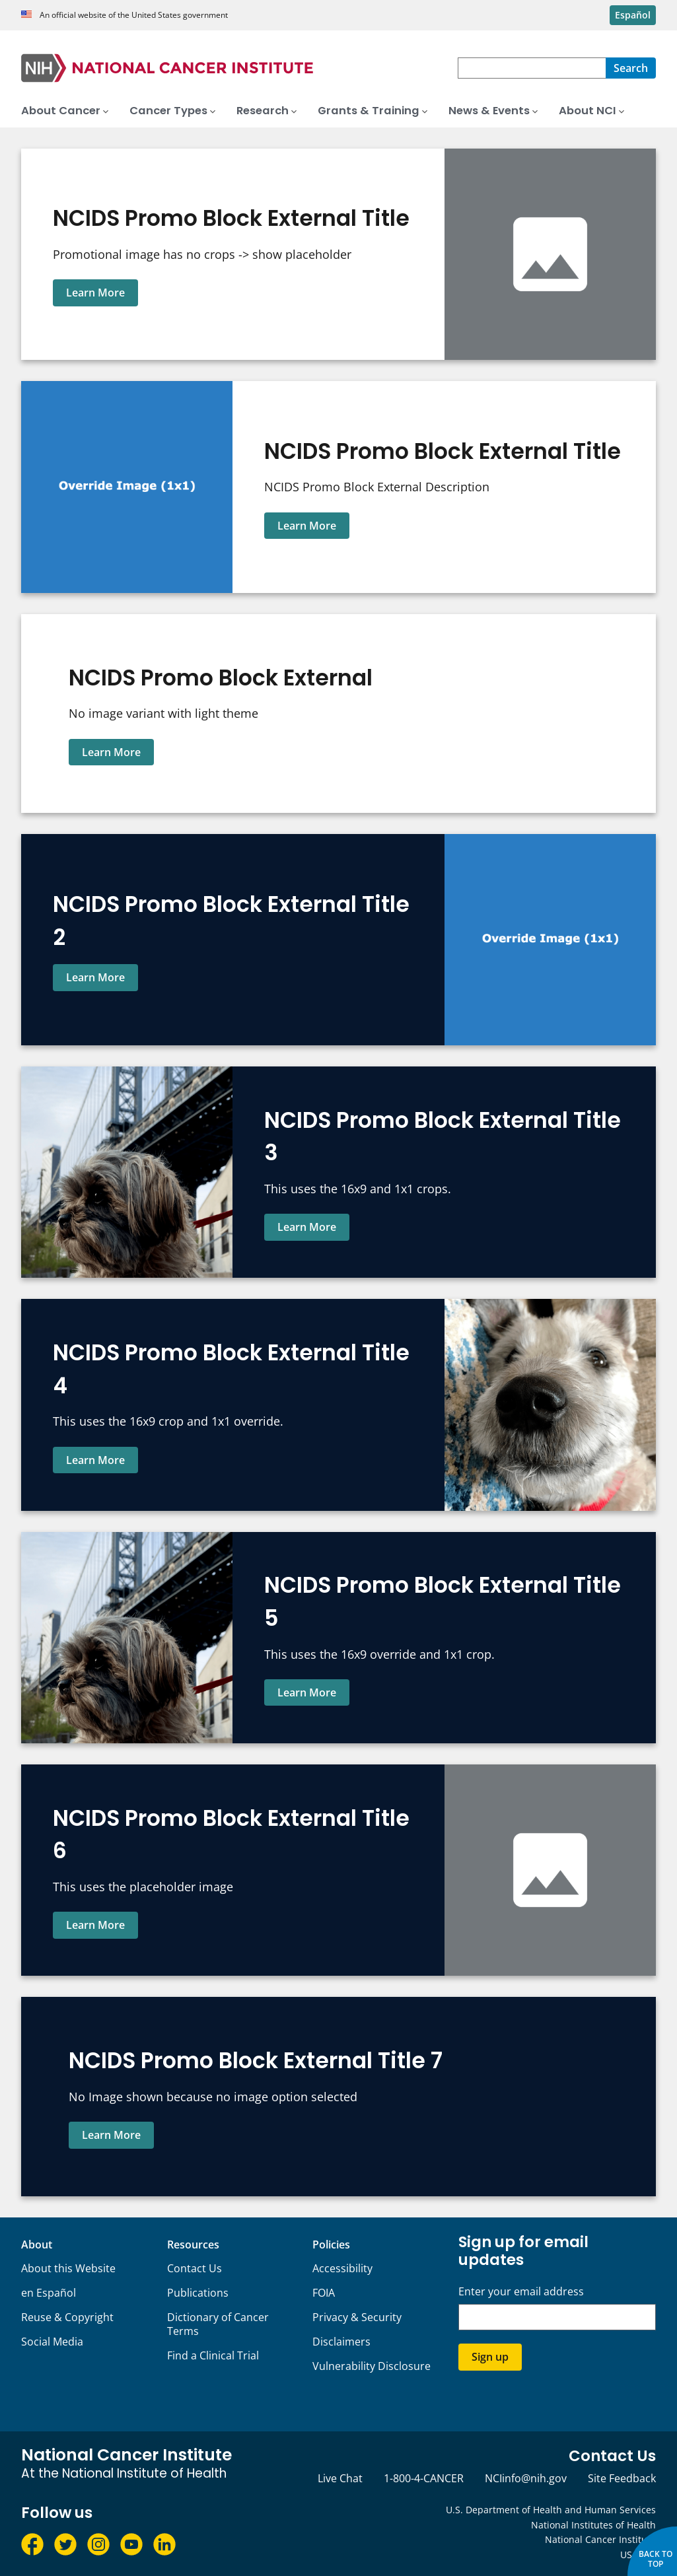 An official website of the United States government
Español
NIH NATIONAL CANCER INSTITUTE
Search
About Cancer
Cancer Types
Research
Grants & Training
News & Events
About NCI
NCIDS Promo Block External Title
Promotional image has no crops -> show placeholder
Learn More
Override Image (1x1)
NCIDS Promo Block External Title
NCIDS Promo Block External Description
Learn More
NCIDS Promo Block External
No image variant with light theme
Learn More
NCIDS Promo Block External Title
2
Learn More
Override Image (1x1)
NCIDS Promo Block External Title
3
This uses the 16x9 and 1x1 crops.
Learn More
NCIDS Promo Block External Title
4
This uses the 16x9 crop and 1x1 override.
Learn More
NCIDS Promo Block External Title
5
This uses the 16x9 override and 1x1 crop.
Learn More
NCIDS Promo Block External Title
6
This uses the placeholder image
Learn More
NCIDS Promo Block External Title 7
No Image shown because no image option selected
Learn More
About
About this Website
en Español
Reuse & Copyright
Social Media
Resources
Contact Us
Publications
Dictionary of Cancer
Terms
Find a Clinical Trial
Policies
Accessibility
FOIA
Privacy & Security
Disclaimers
Vulnerability Disclosure
Sign up for email
updates
Enter your email address
Sign up
National Cancer Institute
At the National Institute of Health
Contact Us
Live Chat
1-800-4-CANCER
NCIinfo@nih.gov
Site Feedback
Follow us
U.S. Department of Health and Human Services
National Institutes of Health
National Cancer
BACK TO
TOP